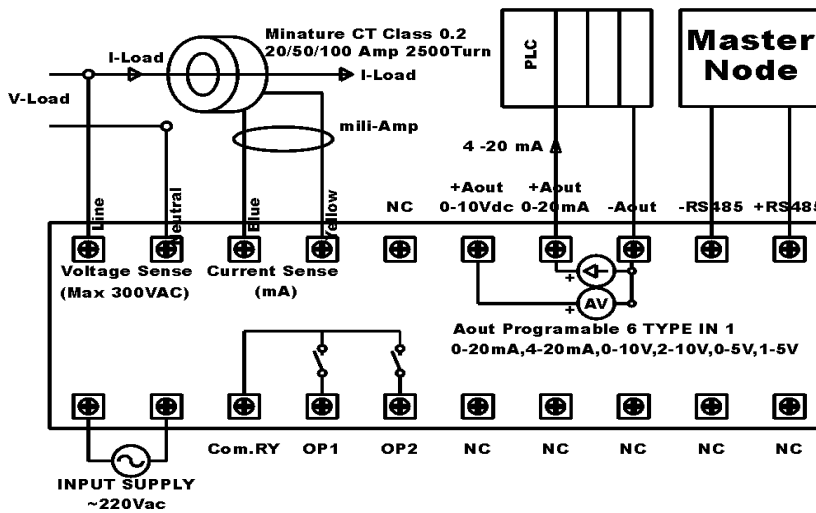 Minature CT Class 0.2
20/50/100 Amp 2500Turn
I-Load
I-Load
V-Load
mili-Amp
PLC
Master
Node
4 -20 mA
Line
Neutral
Blue
Yellow
NC
+Aout
0-10Vdc
+Aout
0-20mA
-Aout
-RS485
+RS485
Voltage Sense
(Max 300VAC)
Current Sense
(mA)
+
+
AV
Aout Programable 6 TYPE IN 1
0-20mA,4-20mA,0-10V,2-10V,0-5V,1-5V
Com.RY
OP1
OP2
NC
NC
NC
NC
NC
INPUT SUPPLY
~220Vac